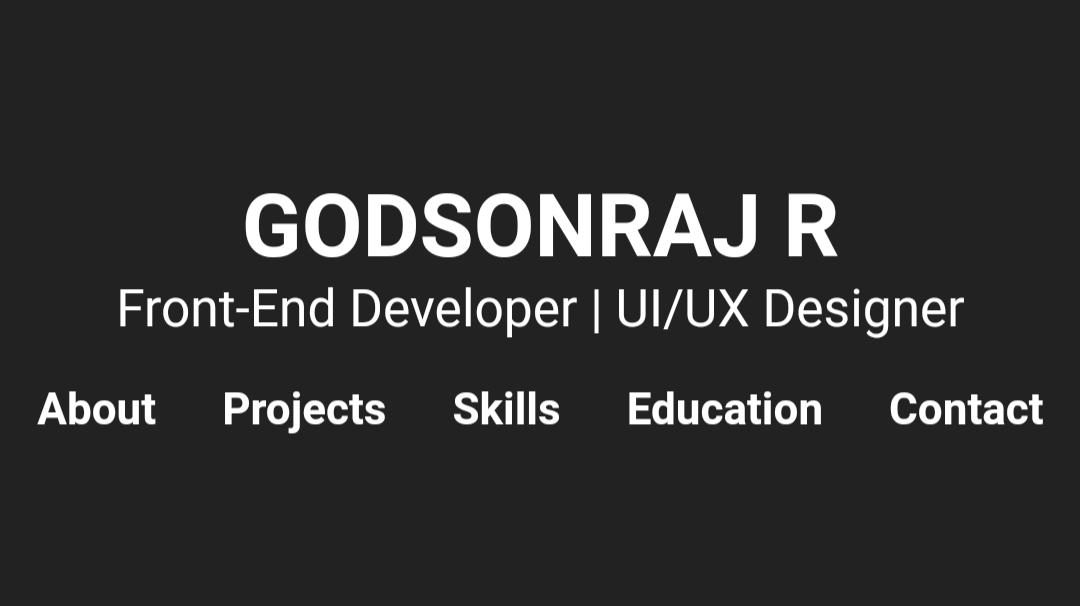 GODSONRAJ R
Front-End Developer | UI/UX Designer
About Projects Skills Education Contact